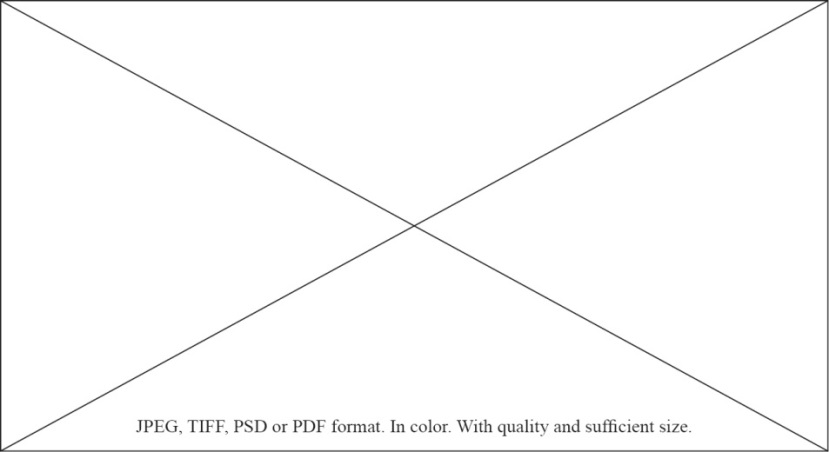 JPEG, TIFF, PSD or PDF format. In color. With quality and sufficient size.